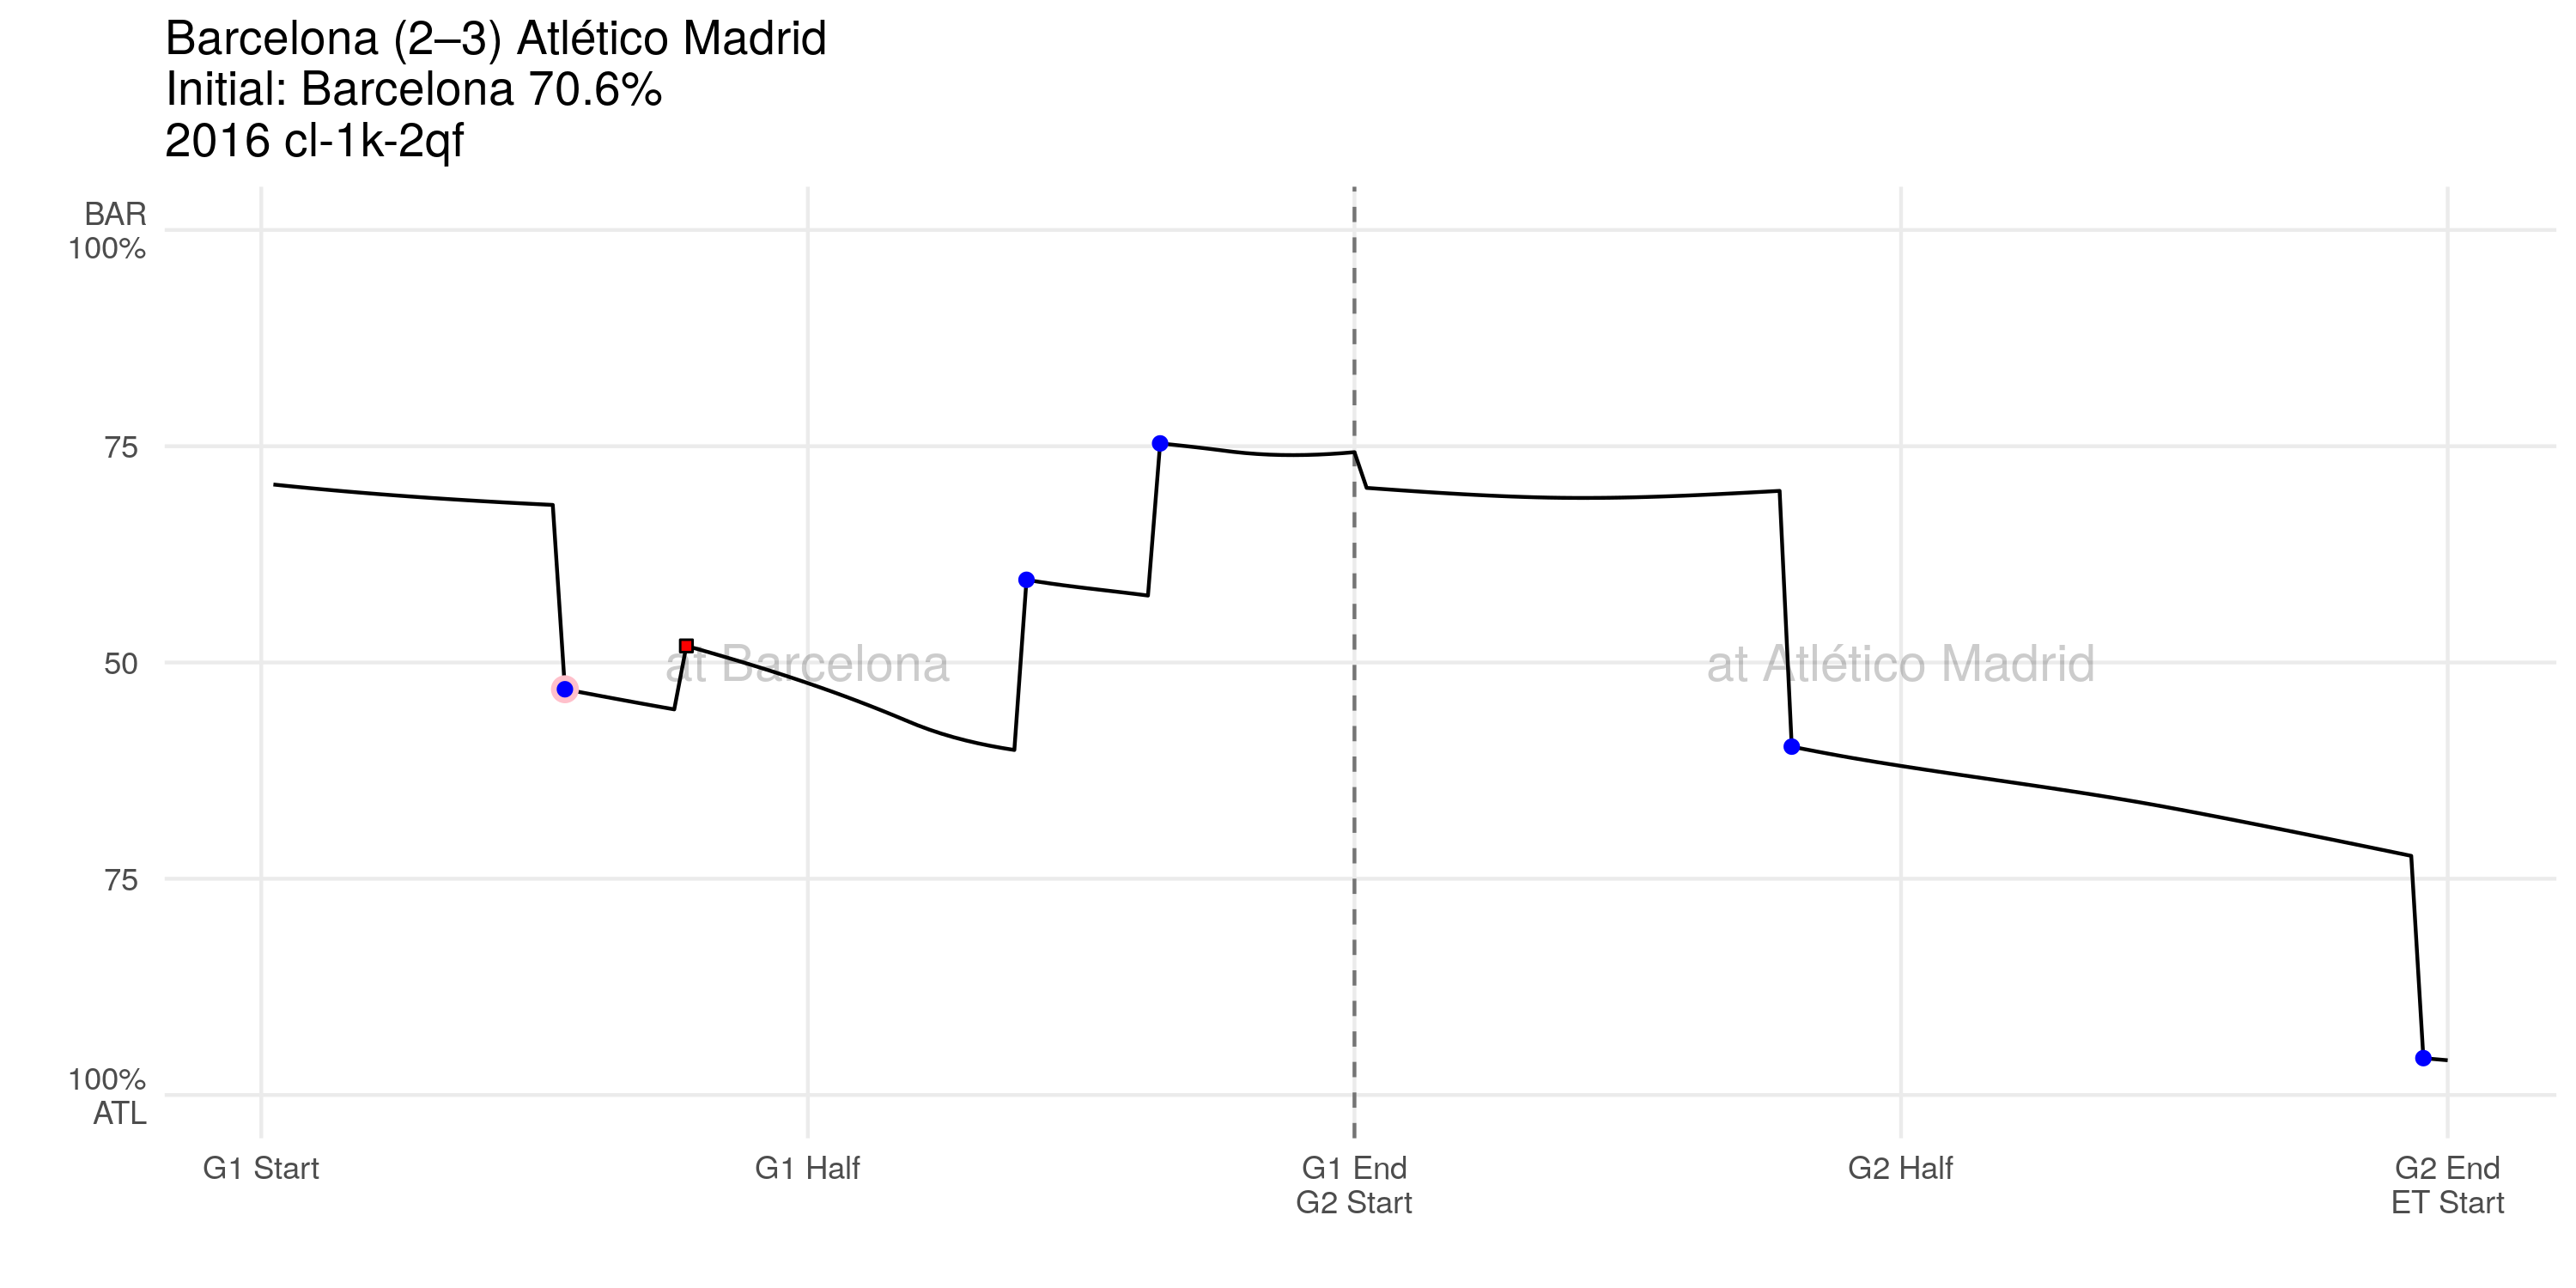 Barcelona (2–3) Atlético Madrid
Initial: Barcelona 70.6%
2016 cl-1k-2qf
BAR
100%
75
50
75
100%
ATL
at Barcelona
at Atlético Madrid
G1 Start
G1 Half
G1 End
G2 Start
G2 Half
G2 End
ET Start